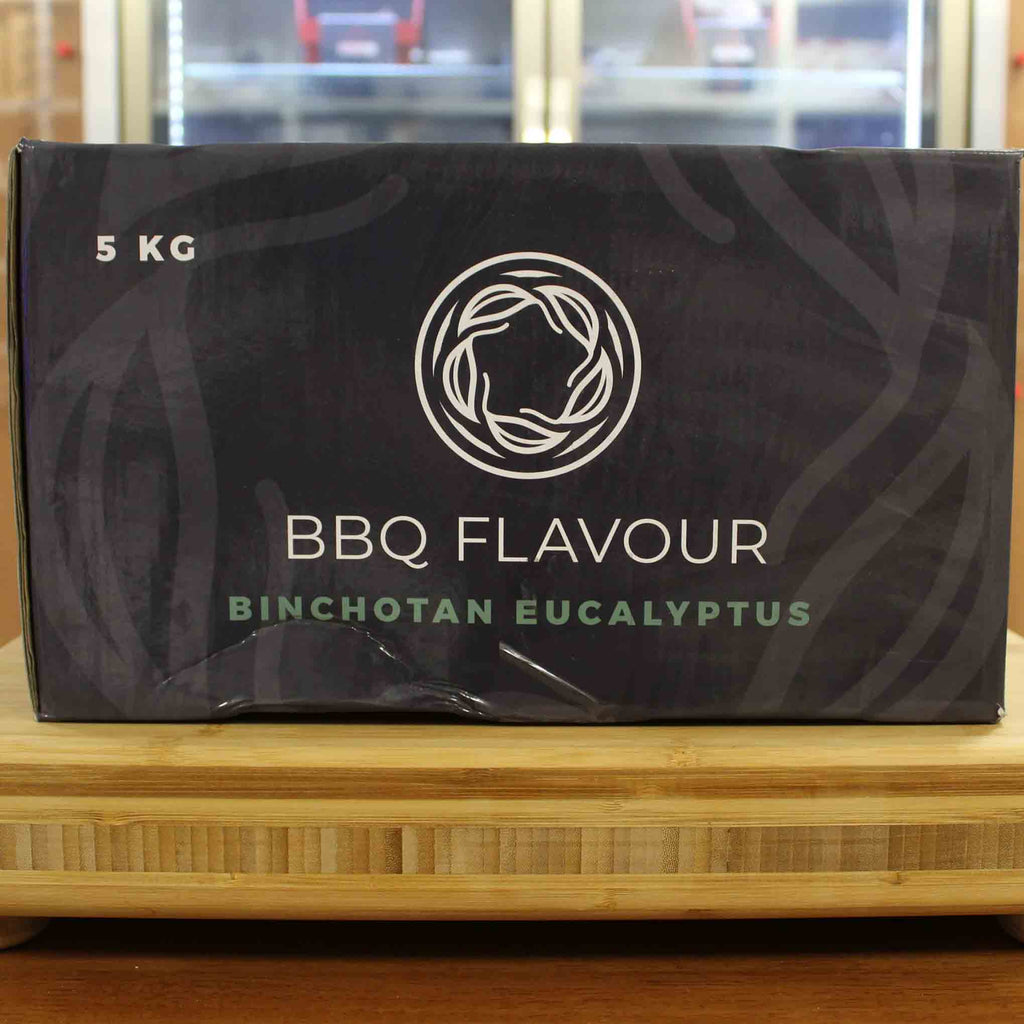 5 KG
BBQ FLAVOUR
BINCHOTAN EUCALYPTUS